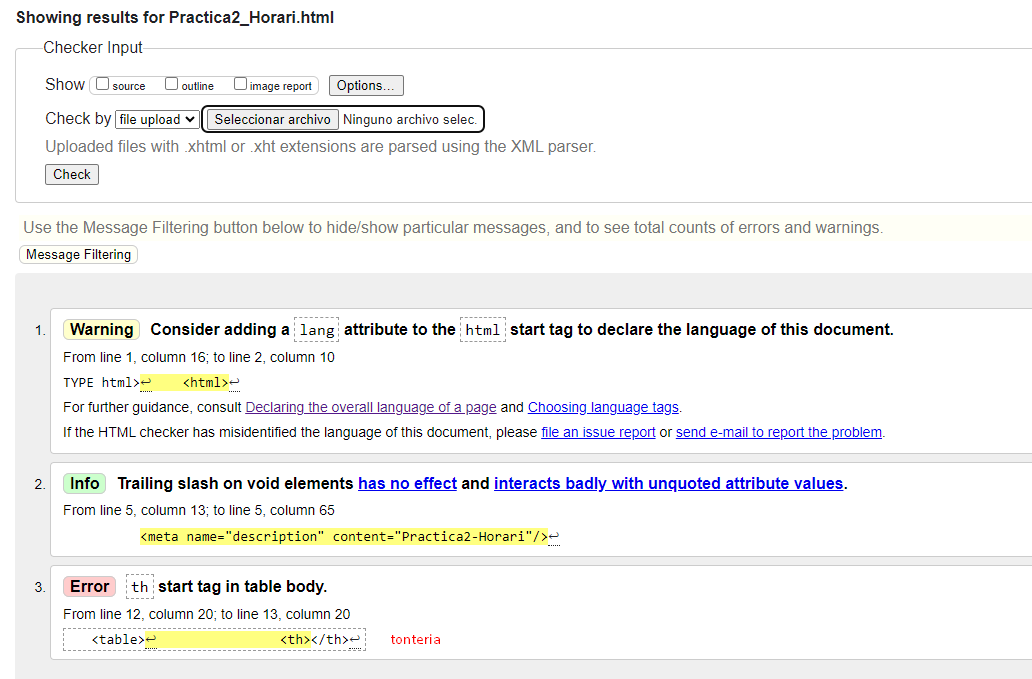 Showing results for Practica2_Horari.html
Checker Input
Show source outline image report Options...
Check by file upload Seleccionar archivo Ninguno archivo selec.
Uploaded files with .xhtml or .xht extensions are parsed using the XML parser.
Check
Use the Message Filtering button below to hide/show particular messages, and to see total counts of errors and warnings.
Message Filtering
1. Warning Consider adding a lang attribute to the html start tag to declare the language of this document.
From line 1, column 16; to line 2, column 10
TYPE html>↩ <html>↩
For further guidance, consult Declaring the overall language of a page and Choosing language tags.
If the HTML checker has misidentified the language of this document, please file an issue report or send e-mail to report the problem.
2. Info Trailing slash on void elements has no effect and interacts badly with unquoted attribute values.
From line 5, column 13; to line 5, column 65
<meta name="description" content="Practica2-Horari"/>↩
3. Error th start tag in table body.
From line 12, column 20; to line 13, column 20
<table>↩ <th></th>↩ tonteria